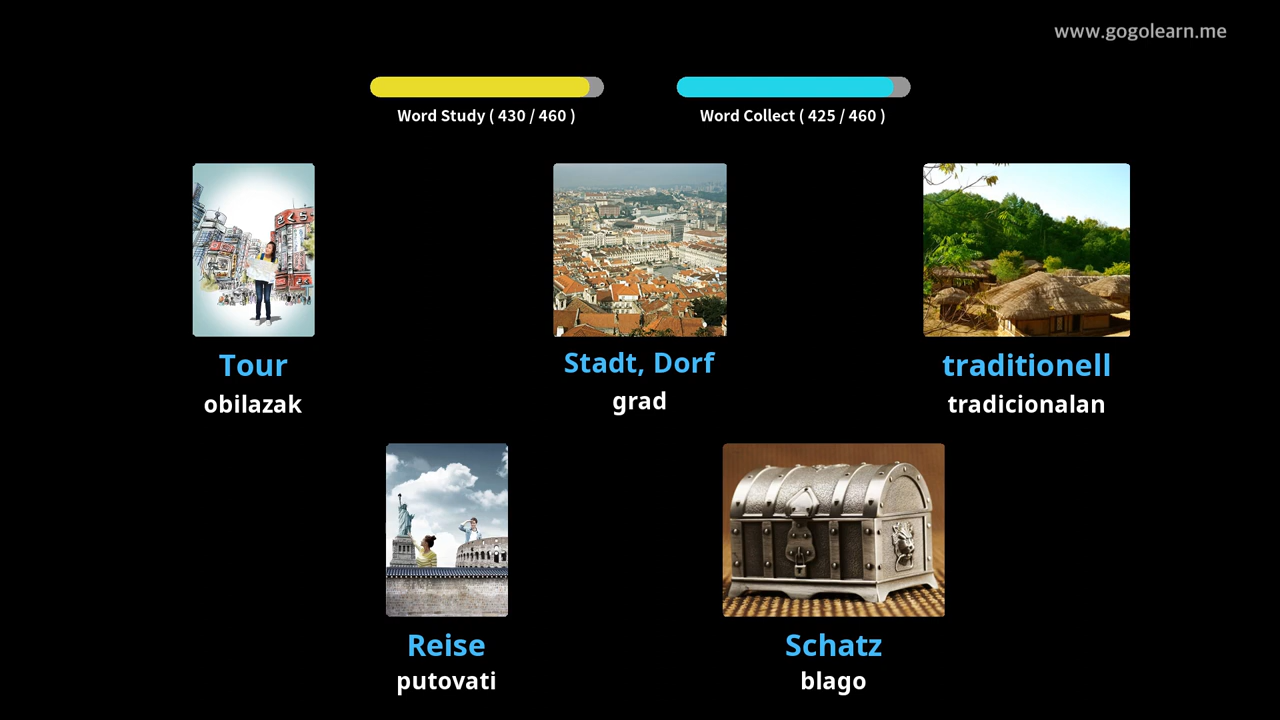 www.gogolearn.me
Word Study ( 430 / 460 )
Word Collect ( 425 / 460 )
Tour
obilazak
Stadt, Dorf
grad
traditionell
tradicionalan
Reise
putovati
Schatz
blago